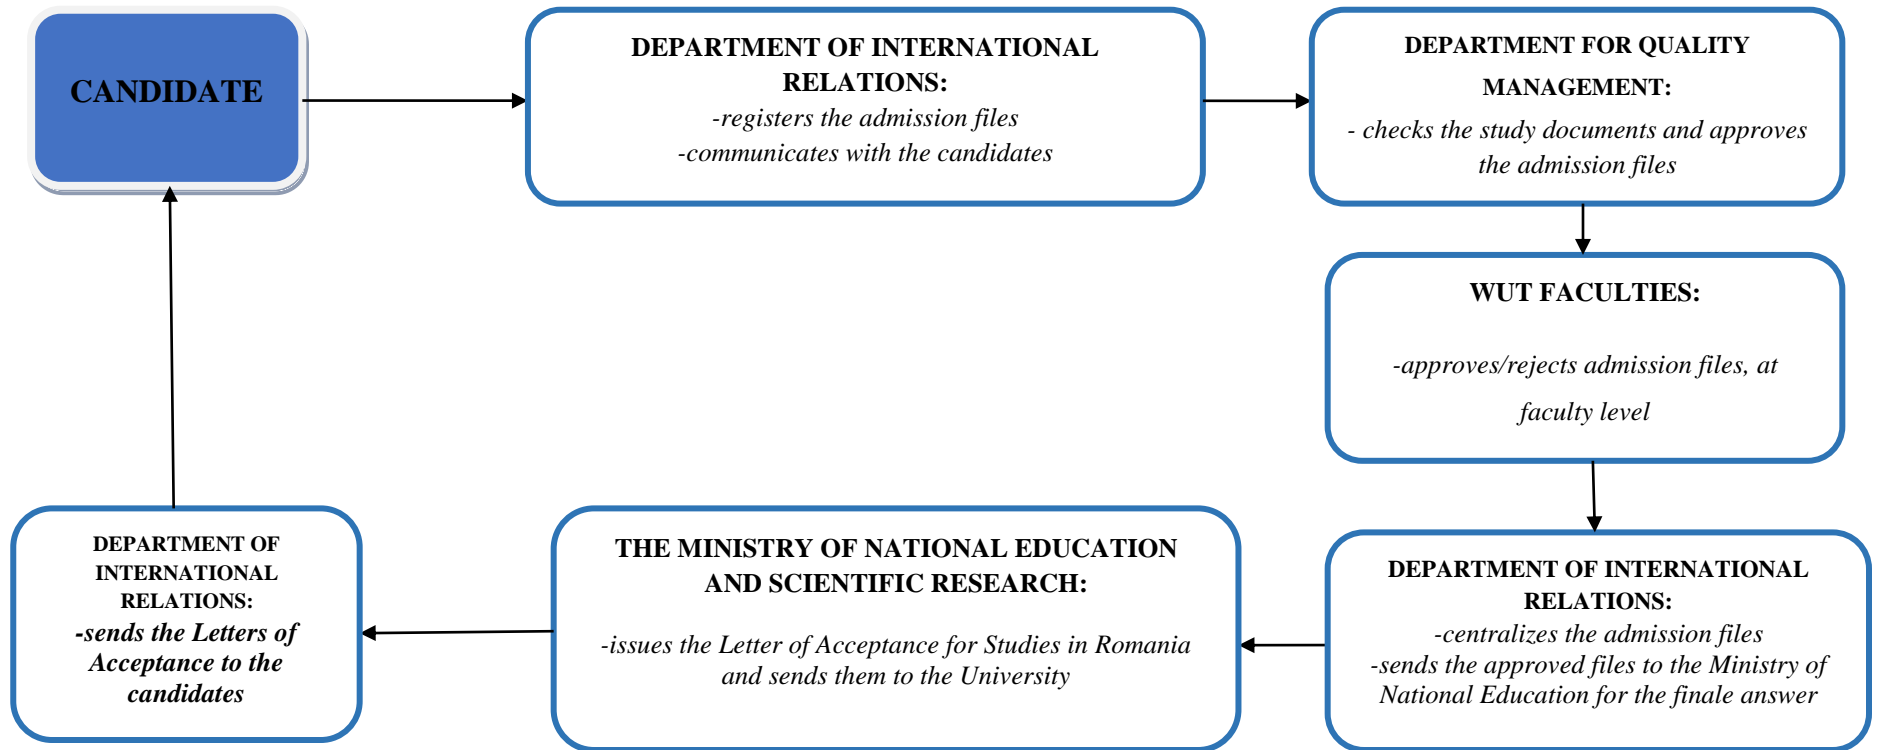 CANDIDATE
DEPARTMENT OF INTERNATIONAL
RELATIONS:
-registers the admission files
-communicates with the candidates
DEPARTMENT FOR QUALITY
MANAGEMENT:
- checks the study documents and approves
the admission files
WUT FACULTIES:
-approves/rejects admission files, at
faculty level
DEPARTMENT OF INTERNATIONAL
RELATIONS:
-centralizes the admission files
-sends the approved files to the Ministry of
National Education for the finale answer
THE MINISTRY OF NATIONAL EDUCATION
AND SCIENTIFIC RESEARCH:
-issues the Letter of Acceptance for Studies in Romania
and sends them to the University
DEPARTMENT OF
INTERNATIONAL
RELATIONS:
-sends the Letters of
Acceptance to the
candidates